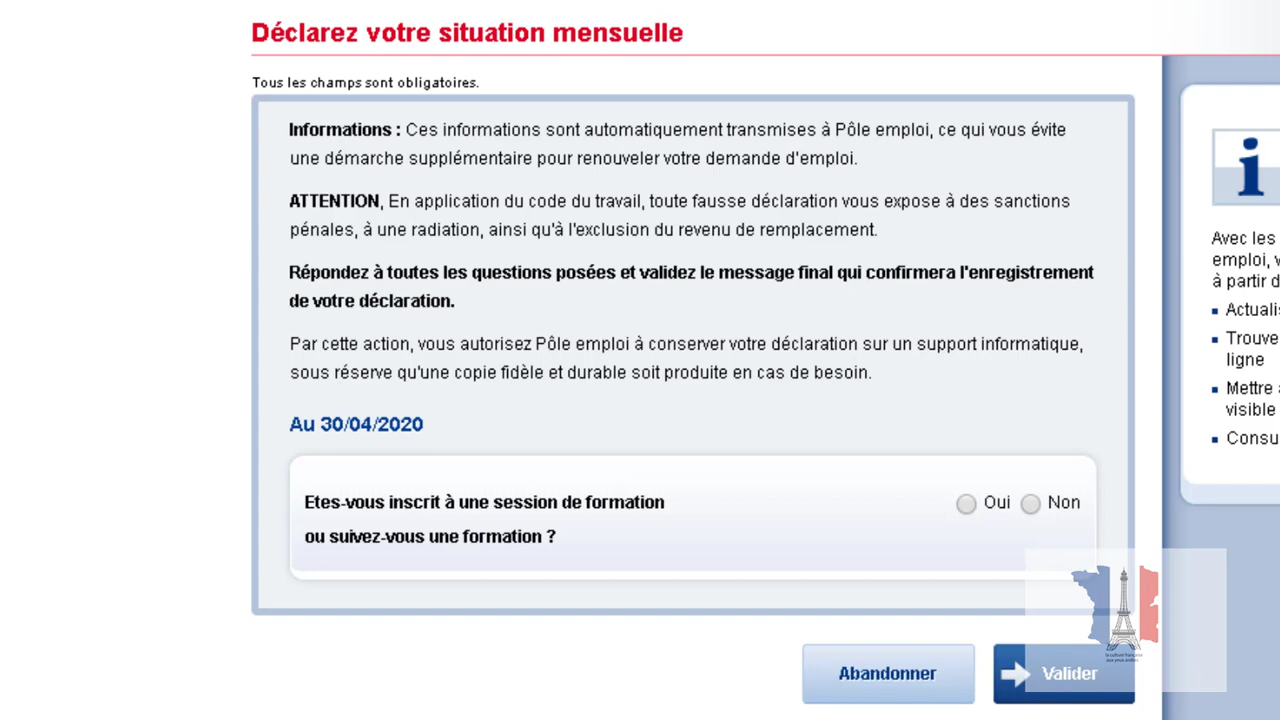 Déclarez votre situation mensuelle
Tous les champs sont obligatoires.
Informations : Ces informations sont automatiquement transmises à Pôle emploi, ce qui vous évite
une démarche supplémentaire pour renouveler votre demande d'emploi.
ATTENTION, En application du code du travail, toute fausse déclaration vous expose à des sanctions
pénales, à une radiation, ainsi qu'à l'exclusion du revenu de remplacement.
Répondez à toutes les questions posées et validez le message final qui confirmera l'enregistrement
de votre déclaration.
Par cette action, vous autorisez Pôle emploi à conserver votre déclaration sur un support informatique,
sous réserve qu'une copie fidèle et durable soit produite en cas de besoin.
Au 30/04/2020
Etes-vous inscrit à une session de formation
ou suivez-vous une formation ?
Oui Non
Abandonner
Valider
i
Avec les
emploi, v
à partir d
Actualis
Trouve
ligne
Mettre
visible
Consu
la culture française
aux yeux arabes